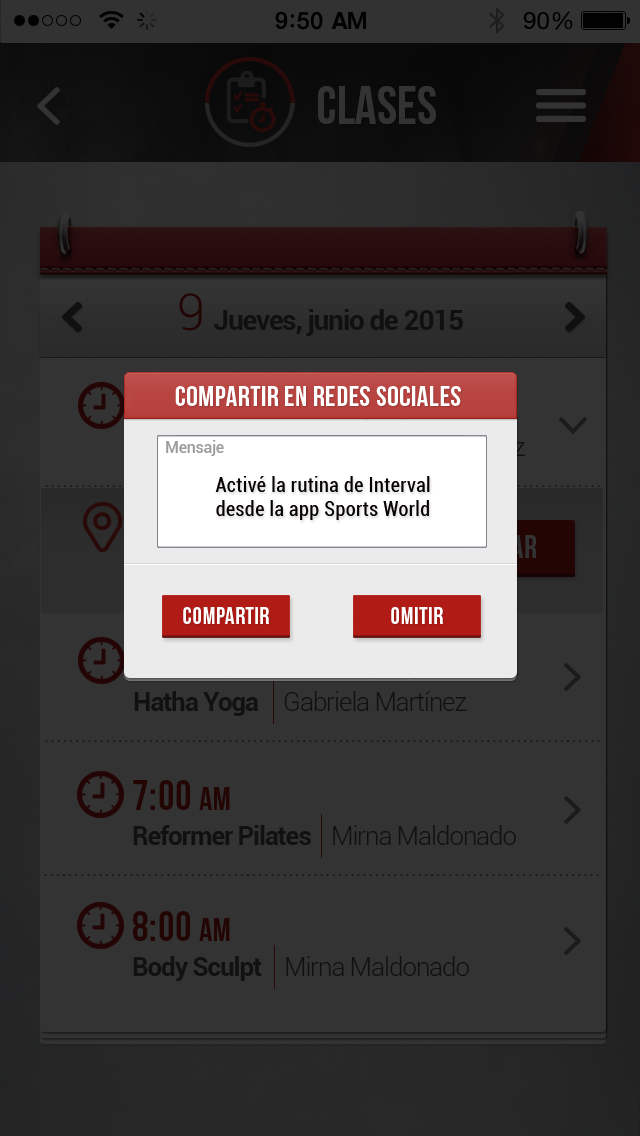 9:50 AM
90%
CLASES
9 Jueves, junio de 2015
COMPARTIR EN REDES SOCIALES
Mensaje
Activé la rutina de Interval
desde la app Sports World
COMPARTIR
OMITIR
Hatha Yoga
Gabriela Martínez
7:00 AM
Reformer Pilates
Mirna Maldonado
8:00 AM
Body Sculpt
Mirna Maldonado